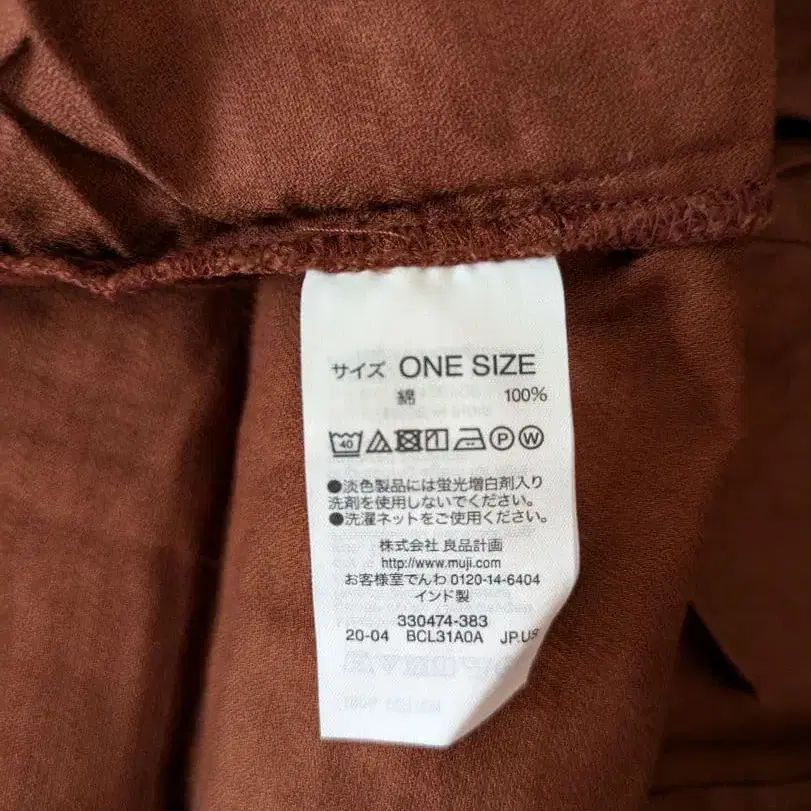 サイズ ONE SIZE
綿 100%
40 P W
●淡色製品には蛍光増白剤入り
洗剤を使用しないでください。
●洗濯ネットをご使用ください。
株式会社 良品計画
http://www.muji.com
お客様室でんわ 0120-14-6404
インド製
330474-383
20-04 BCL31A0A JP.US